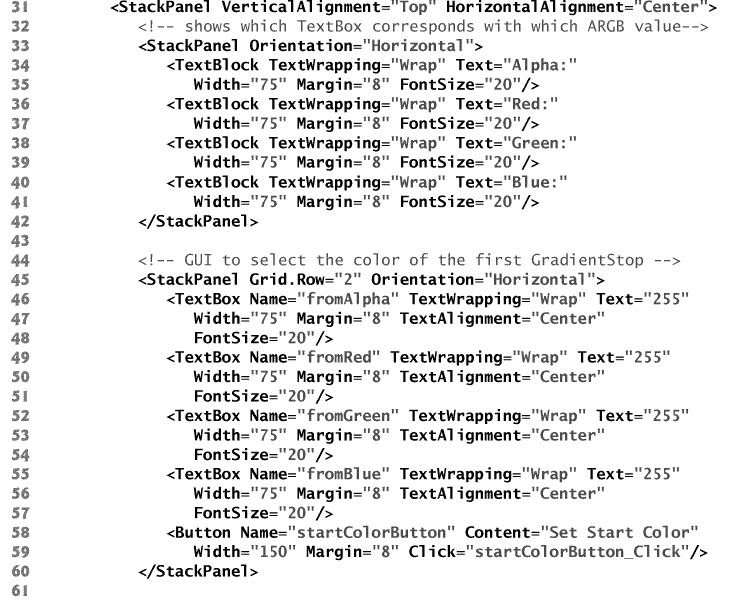 31 <StackPanel VerticalAlignment="Top" HorizontalAlignment="Center">
32 <!-- shows which TextBox corresponds with which ARGB value-->
33 <StackPanel Orientation="Horizontal">
34 <TextBlock TextWrapping="Wrap" Text="Alpha:"
35 Width="75" Margin="8" FontSize="20"/>
36 <TextBlock TextWrapping="Wrap" Text="Red:"
37 Width="75" Margin="8" FontSize="20"/>
38 <TextBlock TextWrapping="Wrap" Text="Green:"
39 Width="75" Margin="8" FontSize="20"/>
40 <TextBlock TextWrapping="Wrap" Text="Blue:"
41 Width="75" Margin="8" FontSize="20"/>
42 </StackPanel>
43
44 <!-- GUI to select the color of the first GradientStop -->
45 <StackPanel Grid.Row="2" Orientation="Horizontal">
46 <TextBox Name="fromAlpha" TextWrapping="Wrap" Text="255"
47 Width="75" Margin="8" TextAlignment="Center"
48 FontSize="20"/>
49 <TextBox Name="fromRed" TextWrapping="Wrap" Text="255"
50 Width="75" Margin="8" TextAlignment="Center"
51 FontSize="20"/>
52 <TextBox Name="fromGreen" TextWrapping="Wrap" Text="255"
53 Width="75" Margin="8" TextAlignment="Center"
54 FontSize="20"/>
55 <TextBox Name="fromBlue" TextWrapping="Wrap" Text="255"
56 Width="75" Margin="8" TextAlignment="Center"
57 FontSize="20"/>
58 <Button Name="startColorButton" Content="Set Start Color"
59 Width="150" Margin="8" Click="startColorButton_Click"/>
60 </StackPanel>
61